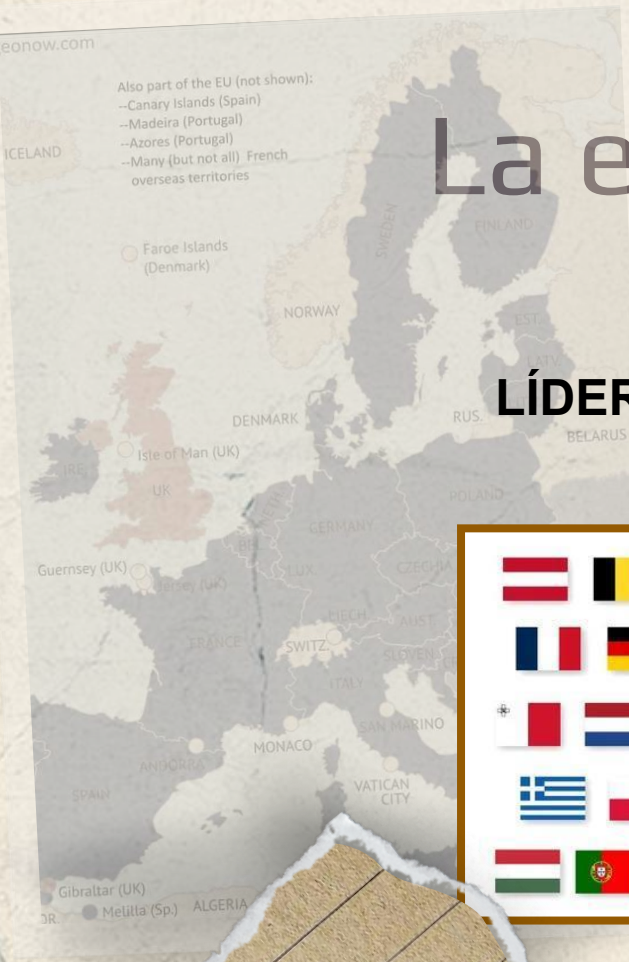 eonow.com
Also part of the EU (not shown):
--Canary Islands (Spain)
--Madeira (Portugal)
--Azores (Portugal)
--Many (but not all) French
overseas territories
La e
ICELAND
SWEDEN
FINLAND
Faroe Islands
(Denmark)
NORWAY
EST.
LATV.
LÍDER
DENMARK
RUS.
BELARUS
Isle of Man (UK)
IRE.
UK
NETH.
POLAND
GERMANY
Guernsey (UK)
Jersey (UK)
LUX.
CZECHIA
LIECH.
AUST.
FRANCE
SWITZ.
SLOVEN.
ITALY
SAN MARINO
MONACO
ANDORRA
VATICAN
CITY
SPAIN
Gibraltar (UK)
Melilla (Sp.)
ALGERIA